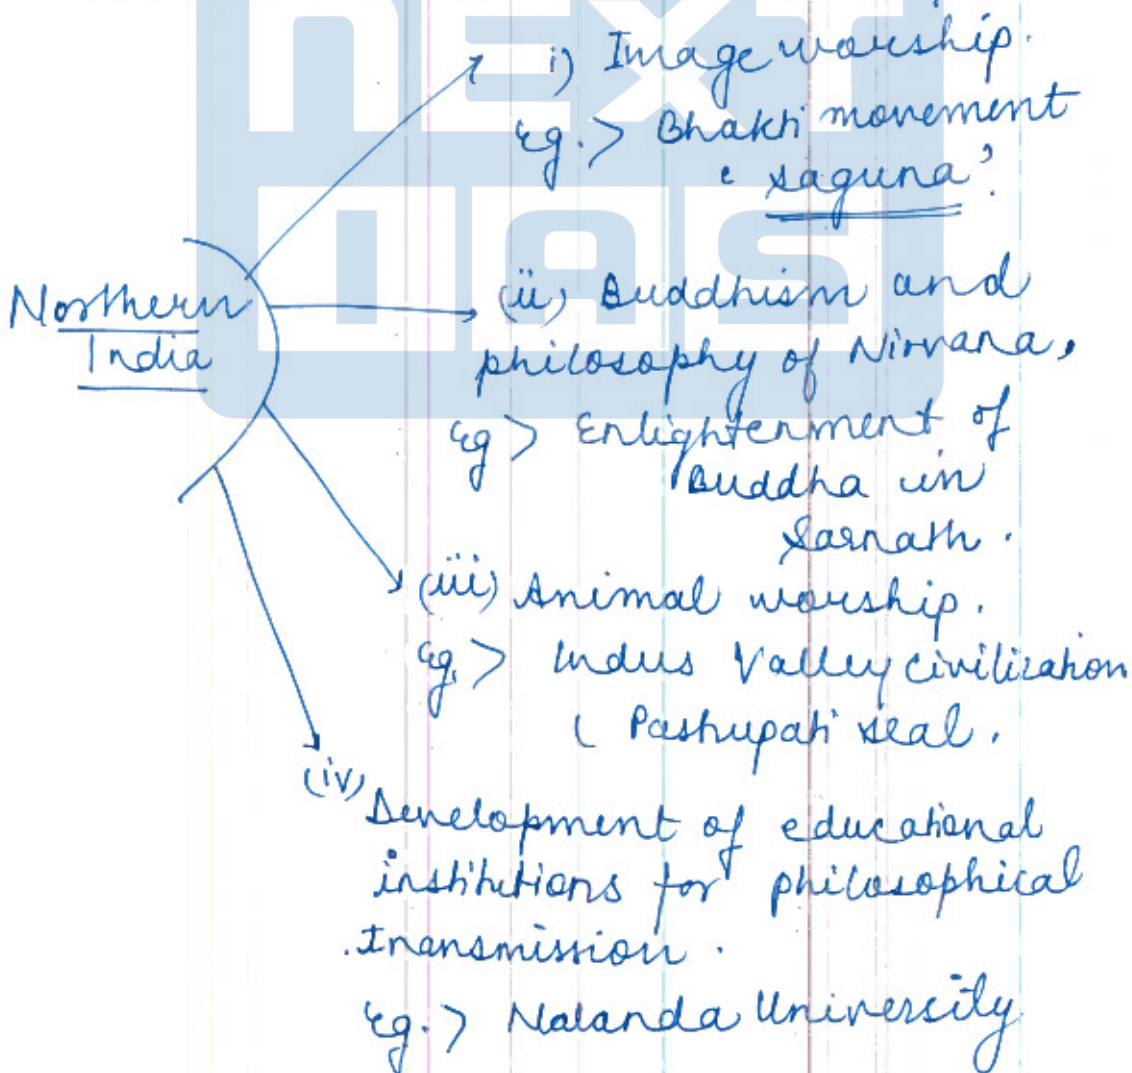 NEXT
IAS
i) Image worship.
Eg. > Bhakti movement
'saguna'.
Northern
India
(ii) Buddhism and
philosophy of Nirvana,
Eg > Enlightenment of
Buddha in
Sarnath.
(iii) Animal worship.
Eg. > Indus Valley civilization
( Pashupati seal.
(iv) Development of educational
institutions for philosophical
transmission.
Eg. > Nalanda University